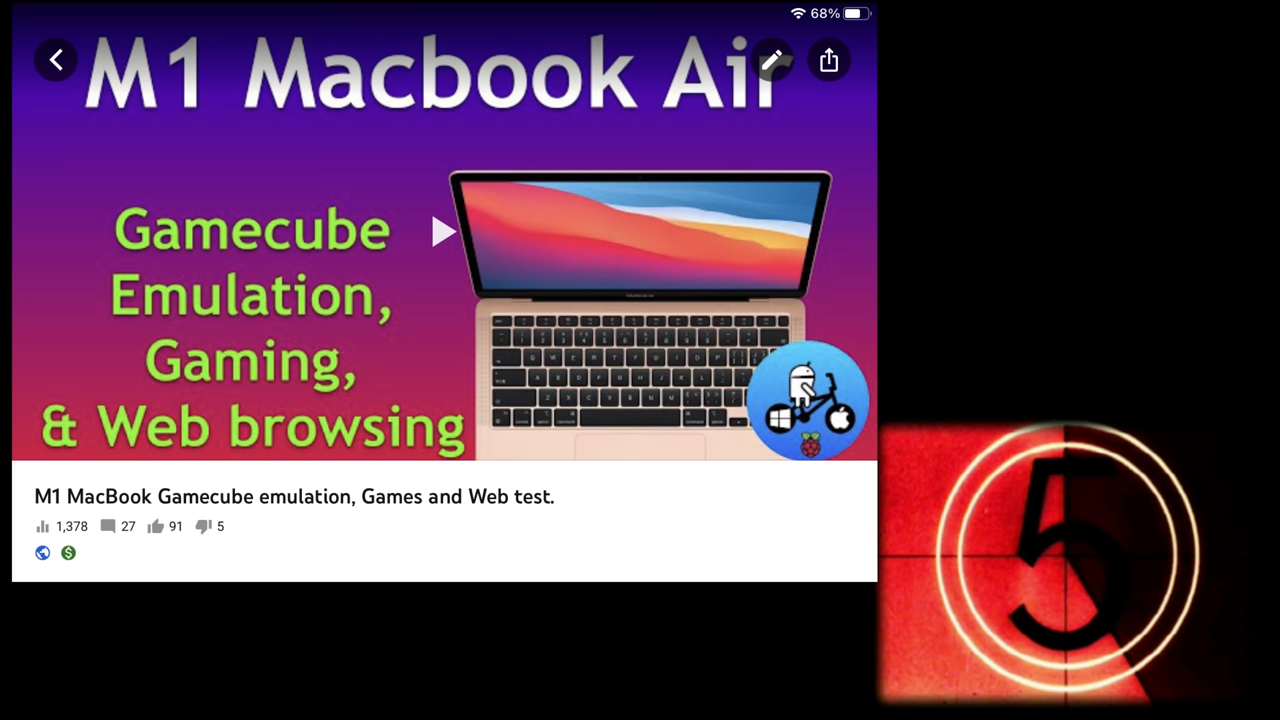 68%
M1 Macbook Air
Gamecube
Emulation,
Gaming,
& Web browsing
M1 MacBook Gamecube emulation, Games and Web test.
1,378 27 91 5
5